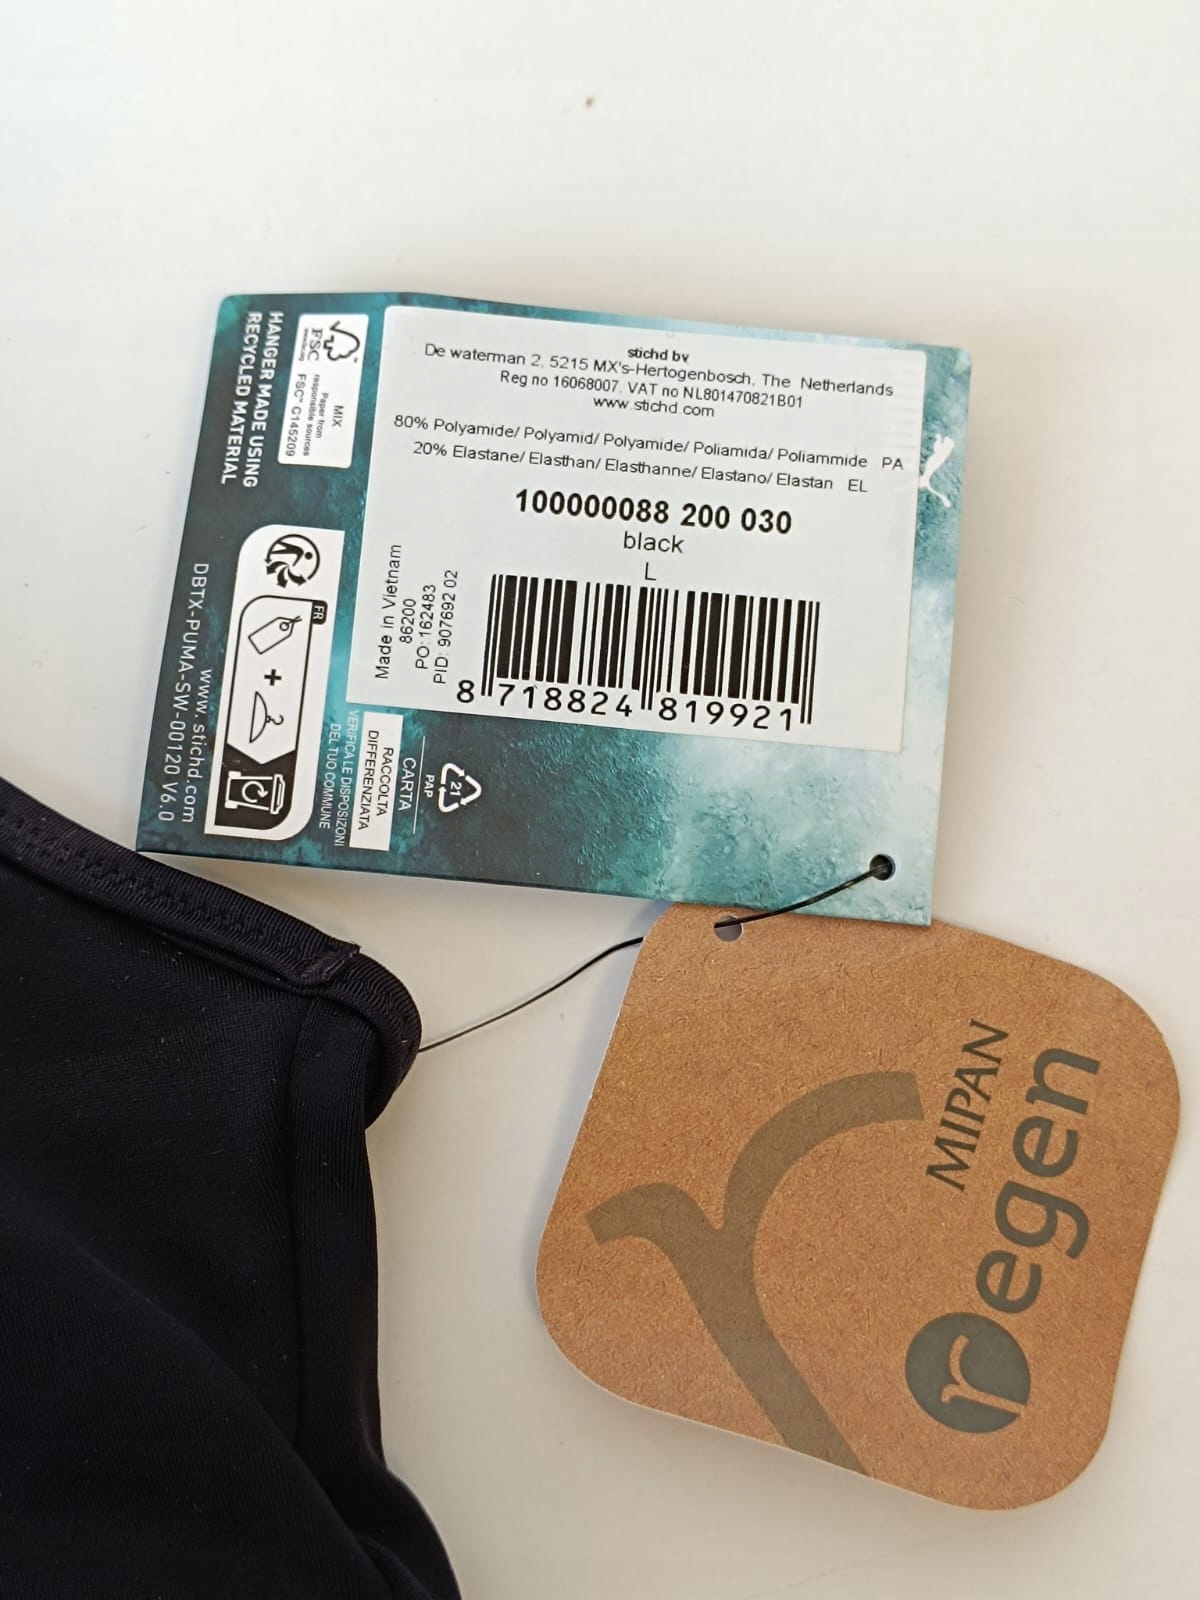 stichd bv
De waterman 2, 5215 MX's-Hertogenbosch, The Netherlands
Reg no 16068007, VAT no NL801470821B01
www.stichd.com
80% Polyamide/ Polyamid/ Polyamide/ Poliamida/ Poliammide PA
20% Elastane/ Elasthan/ Elasthanne/ Elastano/ Elastan EL
100000088 200 030
black
L
Made in Vietnam
86200
PO: 162483
PID: 907692 02
8 718824 819921
HANGER MADE USING
RECYCLED MATERIAL
FSC
MIX
Paper from
responsible sources
FSC™ C145209
FR
www.stichd.com
DBTX-PUMA-SW-00120 V6.0
21
PAP
CARTA
RACCOLTA
DIFFERENZIATA
VERIFICA LE DISPOSIZONI
DEL TUO COMMUNE
MIPAN
regen